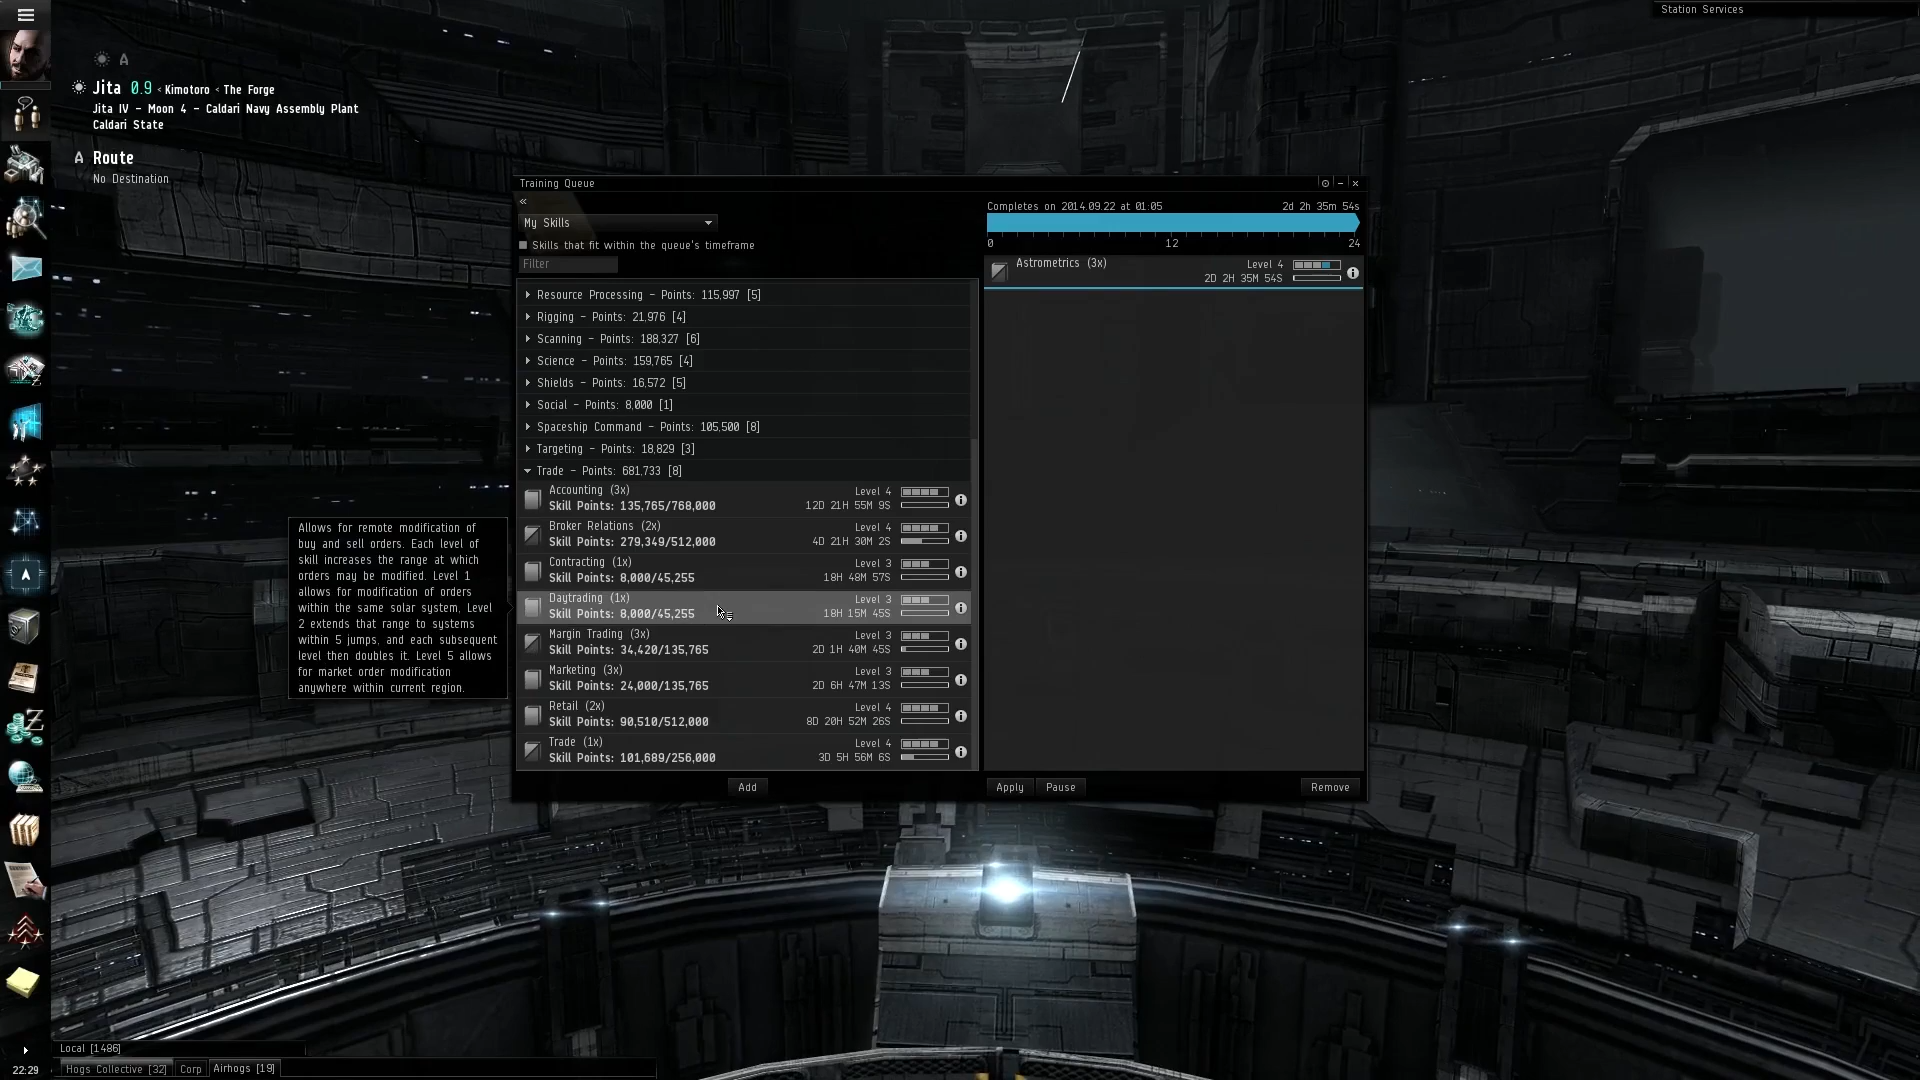 Station Services
A
Jita 0.9 < Kimotoro < The Forge
Jita IV - Moon 4 - Caldari Navy Assembly Plant
Caldari State
A Route
No Destination
Training Queue
«
My Skills
Skills that fit within the queue's timeframe
Filter
Resource Processing - Points: 115,997 [5]
Rigging - Points: 21,976 [4]
Scanning - Points: 188,327 [6]
Science - Points: 159,765 [4]
Shields - Points: 16,572 [5]
Social - Points: 8,000 [1]
Spaceship Command - Points: 105,500 [8]
Targeting - Points: 18,829 [3]
Trade - Points: 681,733 [8]
Accounting (3x) Level 4
Skill Points: 135,765/768,000 12D 21H 55M 9S
Broker Relations (2x) Level 4
Skill Points: 279,349/512,000 4D 21H 30M 2S
Contracting (1x) Level 3
Skill Points: 8,000/45,255 18H 48M 57S
Daytrading (1x) Level 3
Skill Points: 8,000/45,255 18H 15M 45S
Margin Trading (3x) Level 3
Skill Points: 34,420/135,765 2D 1H 40M 45S
Marketing (3x) Level 3
Skill Points: 24,000/135,765 2D 6H 47M 13S
Retail (2x) Level 4
Skill Points: 90,510/512,000 8D 20H 52M 26S
Trade (1x) Level 4
Skill Points: 101,689/256,000 3D 5H 56M 6S
Add
Completes on 2014.09.22 at 01:05 2d 2h 35m 54s
0 12 24
Astrometrics (3x) Level 4
2D 2H 35M 54S
Apply Pause Remove
Allows for remote modification of
buy and sell orders. Each level of
skill increases the range at which
orders may be modified. Level 1
allows for modification of orders
within the same solar system, Level
2 extends that range to systems
within 5 jumps, and each subsequent
level then doubles it. Level 5 allows
for market order modification
anywhere within current region.
Local [1486]
Hogs Collective [32] Corp Airhogs [19]
22:29